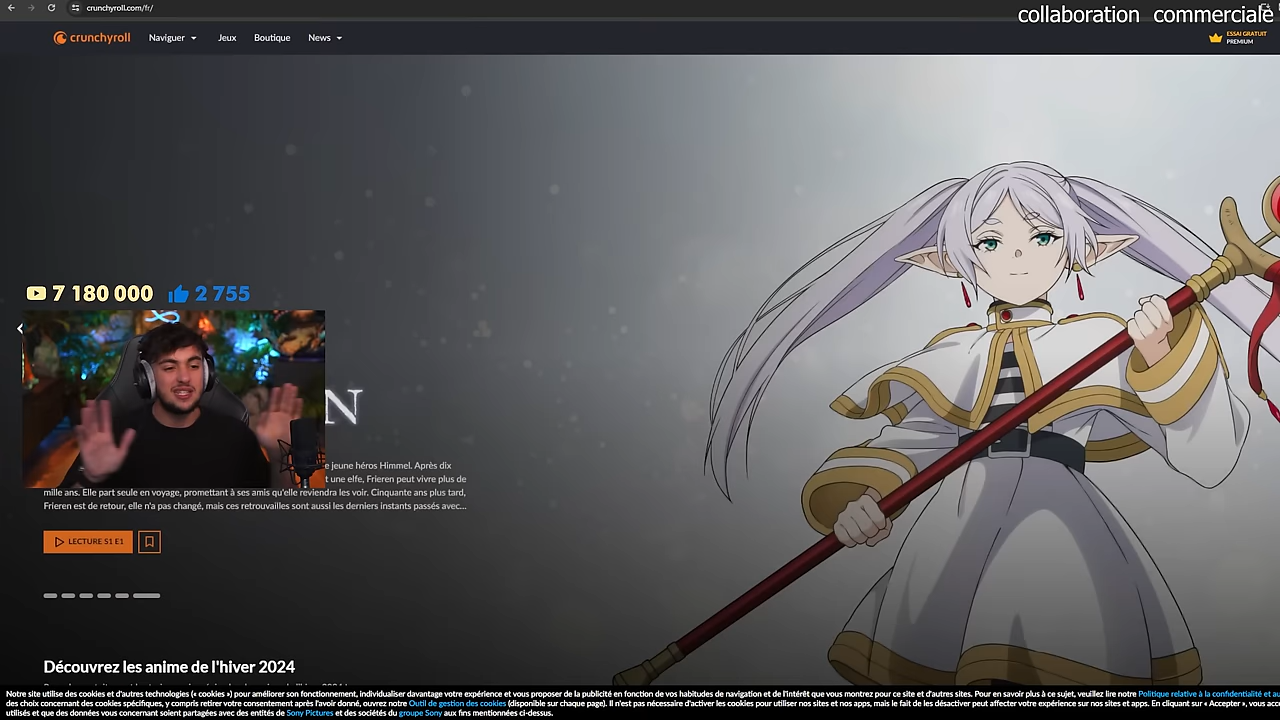 crunchyroll.com/fr/
collaboration commerciale
crunchyroll
Naviguer
Jeux
Boutique
News
ESSAI GRATUIT
PREMIUM
7 180 000
2 755
N
e jeune héros Himmel. Après dix
t une elfe, Frieren peut vivre plus de
mille ans. Elle part seule en voyage, promettant à ses amis qu'elle reviendra les voir. Cinquante ans plus tard,
Frieren est de retour, elle n'a pas changé, mais ces retrouvailles sont aussi les derniers instants passés avec...
LECTURE S1 E1
Découvrez les anime de l'hiver 2024
Notre site utilise des cookies et d'autres technologies (« cookies ») pour améliorer son fonctionnement, individualiser davantage votre expérience et vous proposer de la publicité en fonction de vos habitudes de navigation et de l'intérêt que vous montrez pour ce site et d'autres sites. Pour en savoir plus à ce sujet, veuillez lire notre Politique relative à la confidentialité et au
des choix concernant des cookies spécifiques, y compris retirer votre consentement après l'avoir donné, ouvrez notre Outil de gestion des cookies (disponible sur chaque page). Il n'est pas nécessaire d'activer les cookies pour utiliser nos sites et nos apps, mais le fait de les désactiver peut affecter votre expérience sur nos sites et apps. En cliquant sur « Accepter », vous acc
utilisés et que des données vous concernant soient partagées avec des entités de Sony Pictures et des sociétés du groupe Sony aux fins mentionnées ci-dessus.